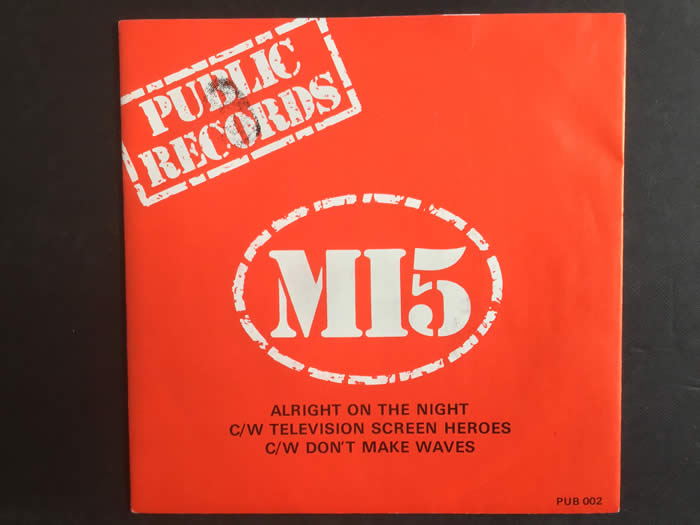 PUBLIC
RECORDS
MI5
ALRIGHT ON THE NIGHT
C/W TELEVISION SCREEN HEROES
C/W DON'T MAKE WAVES
PUB 002